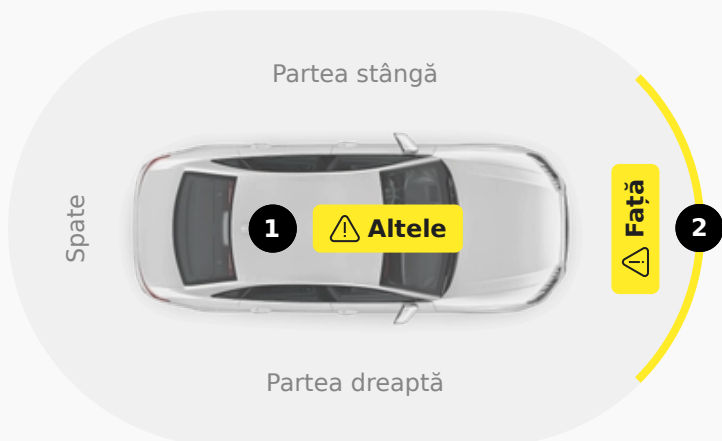 Partea stângă
Spate
1
Altele
Față
2
Partea dreaptă